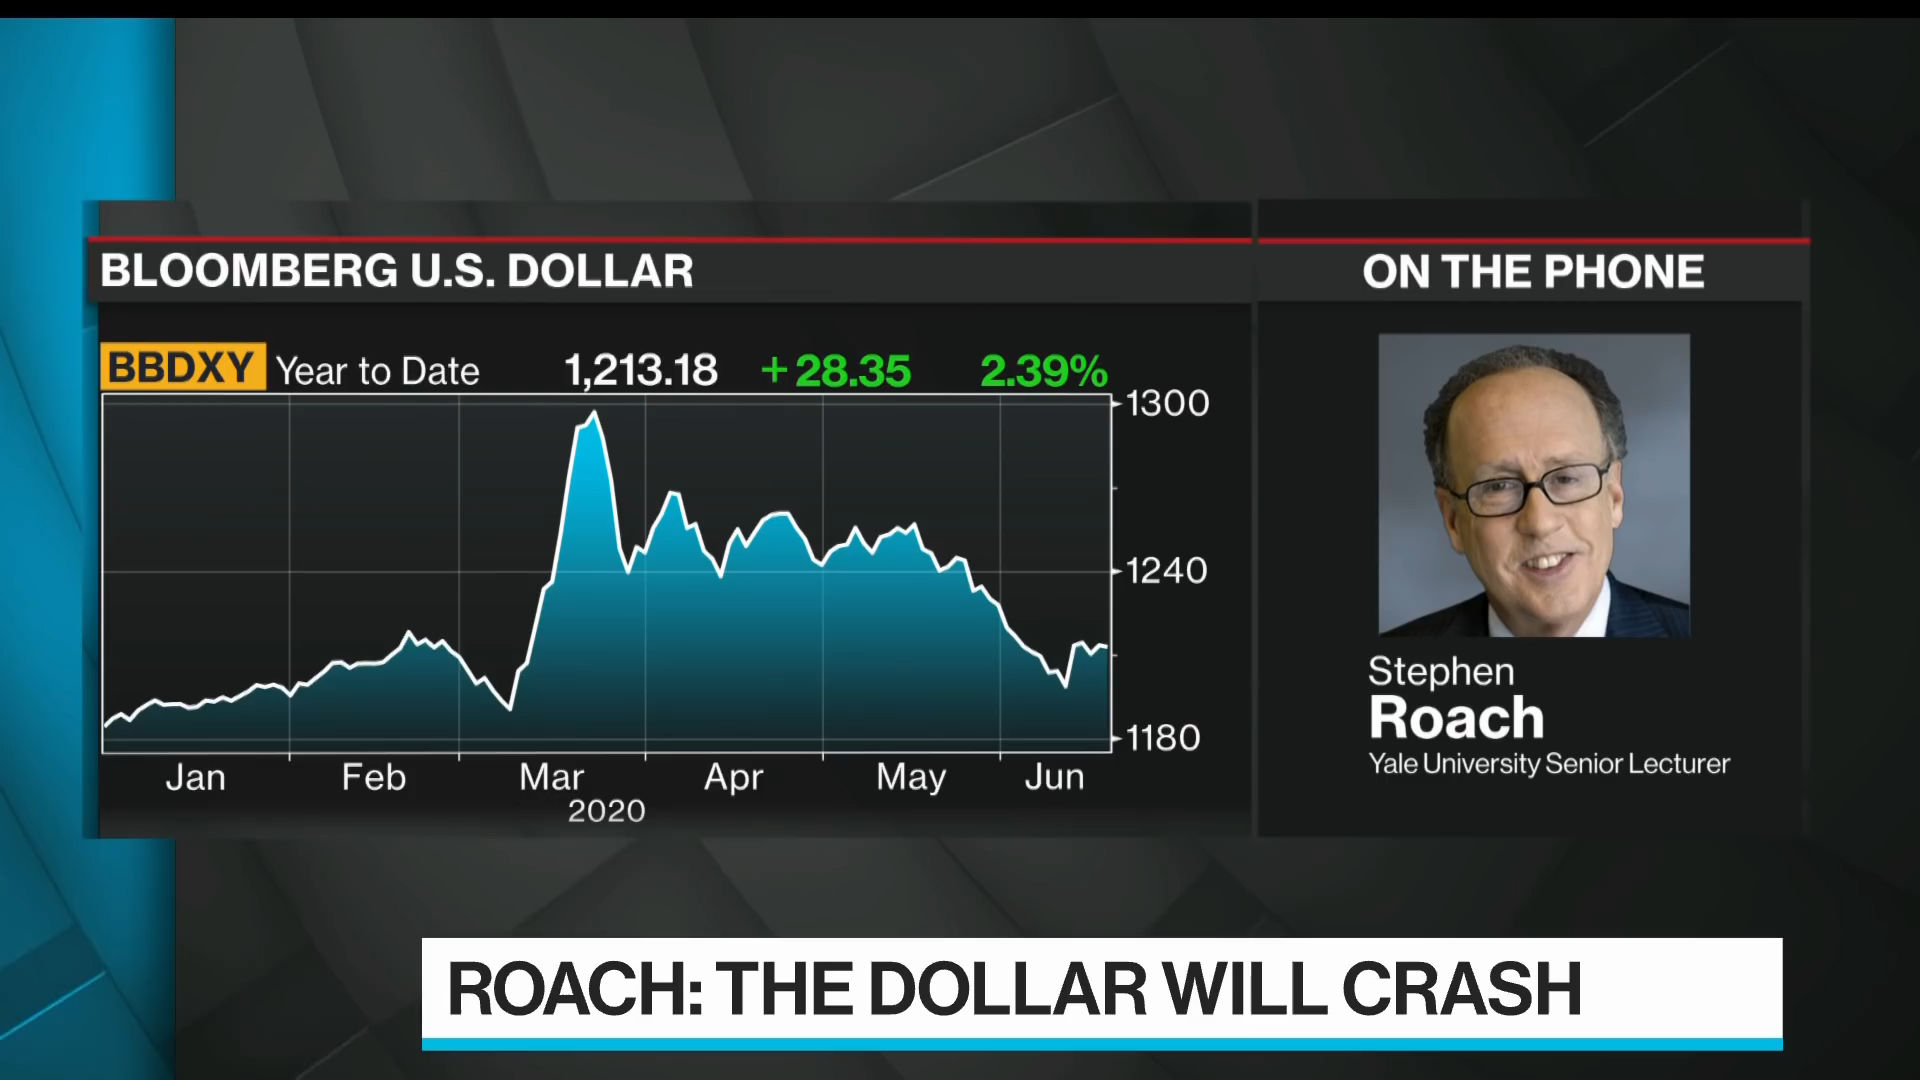 BLOOMBERG U.S. DOLLAR
BBDXY Year to Date 1,213.18 +28.35 2.39%
1300
1240
1180
Jan Feb Mar Apr May Jun
2020
ON THE PHONE
Stephen
Roach
Yale University Senior Lecturer
ROACH: THE DOLLAR WILL CRASH